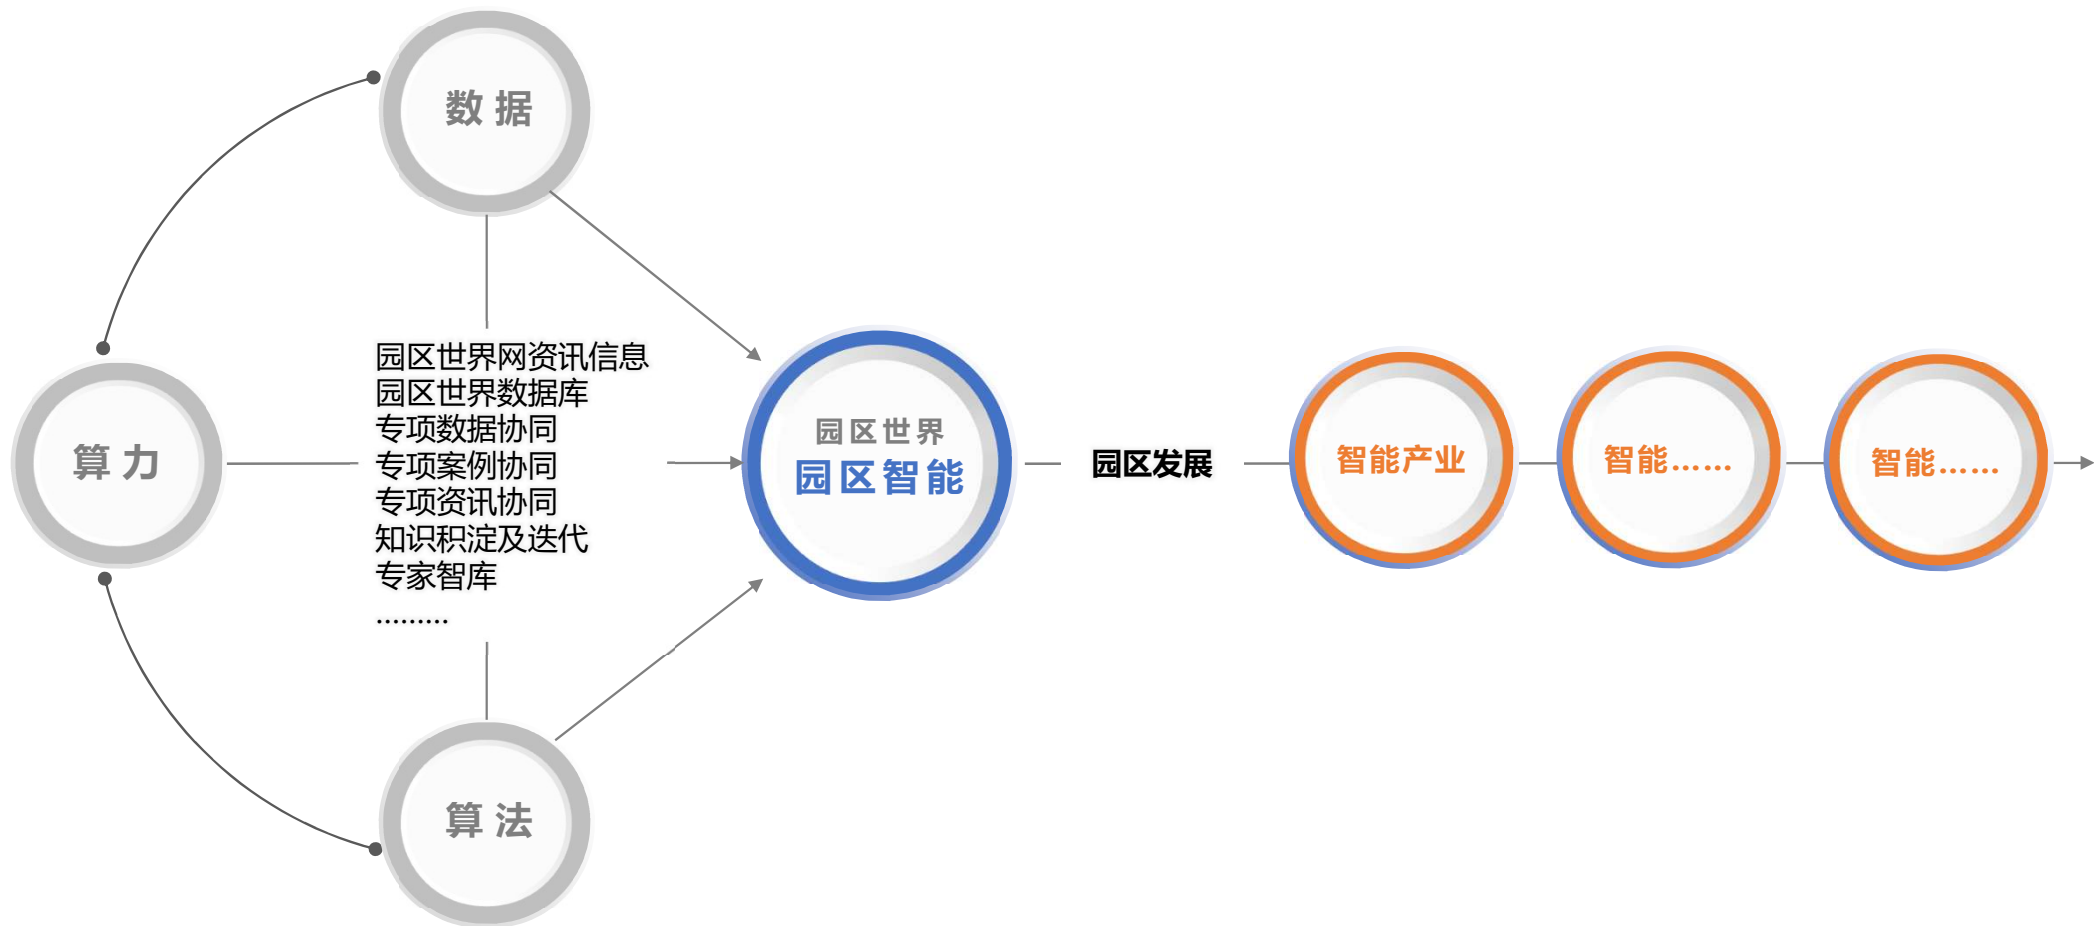 数据
园区世界网资讯信息
园区世界数据库
专项数据协同
专项案例协同
专项资讯协同
知识积淀及迭代
专家智库
………
算力
算法
园区世界
园区智能
园区发展
智能产业
智能……
智能……